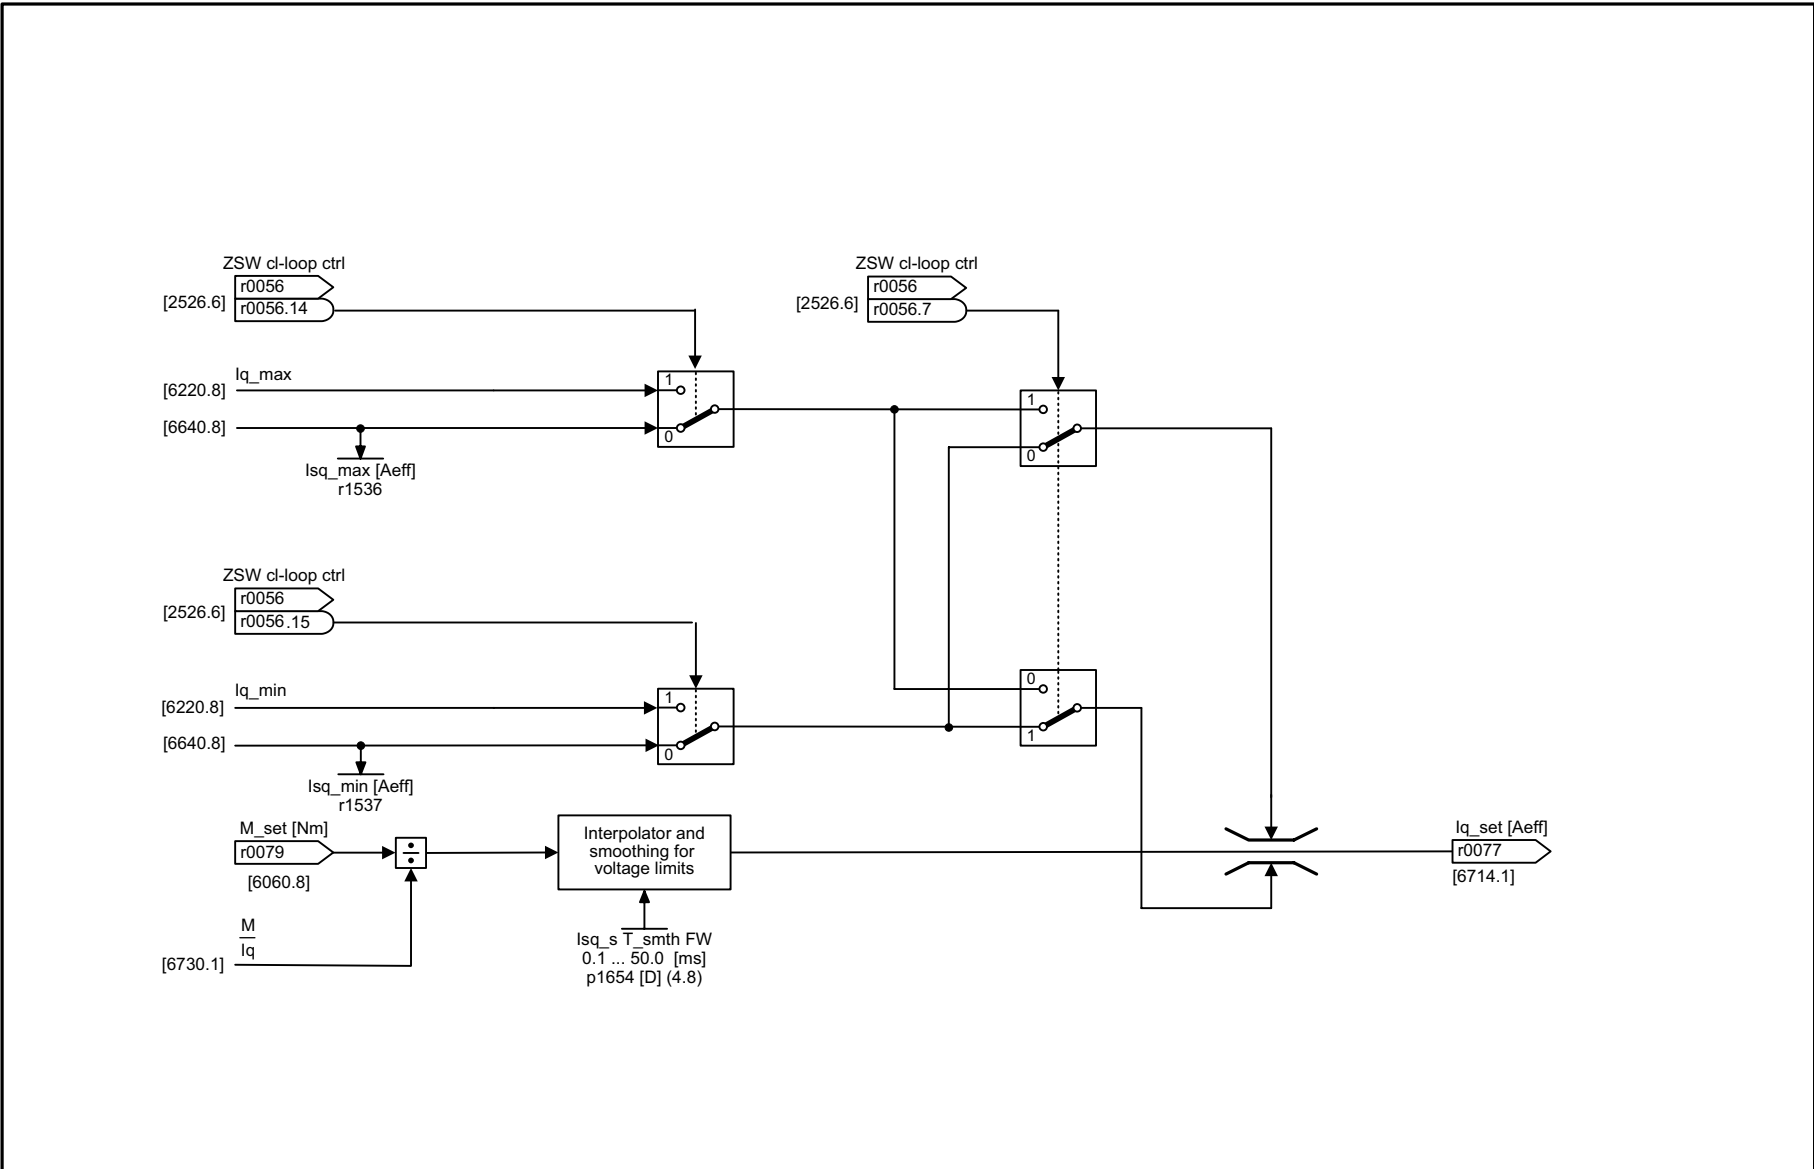 ZSW cl-loop ctrl
r0056
[2526.6]
r0056.14
ZSW cl-loop ctrl
r0056
[2526.6]
r0056.7
Iq_max
[6220.8]
1
[6640.8]
0
Isq_max [Aeff]
r1536
1
0
ZSW cl-loop ctrl
r0056
[2526.6]
r0056.15
Iq_min
[6220.8]
1
[6640.8]
0
0
1
Isq_min [Aeff]
r1537
M_set [Nm]
r0079
[6060.8]
÷
Interpolator and
smoothing for
voltage limits
Iq_set [Aeff]
r0077
[6714.1]
M
Iq
[6730.1]
Isq_s T_smth FW
0.1 ... 50.0 [ms]
p1654 [D] (4.8)